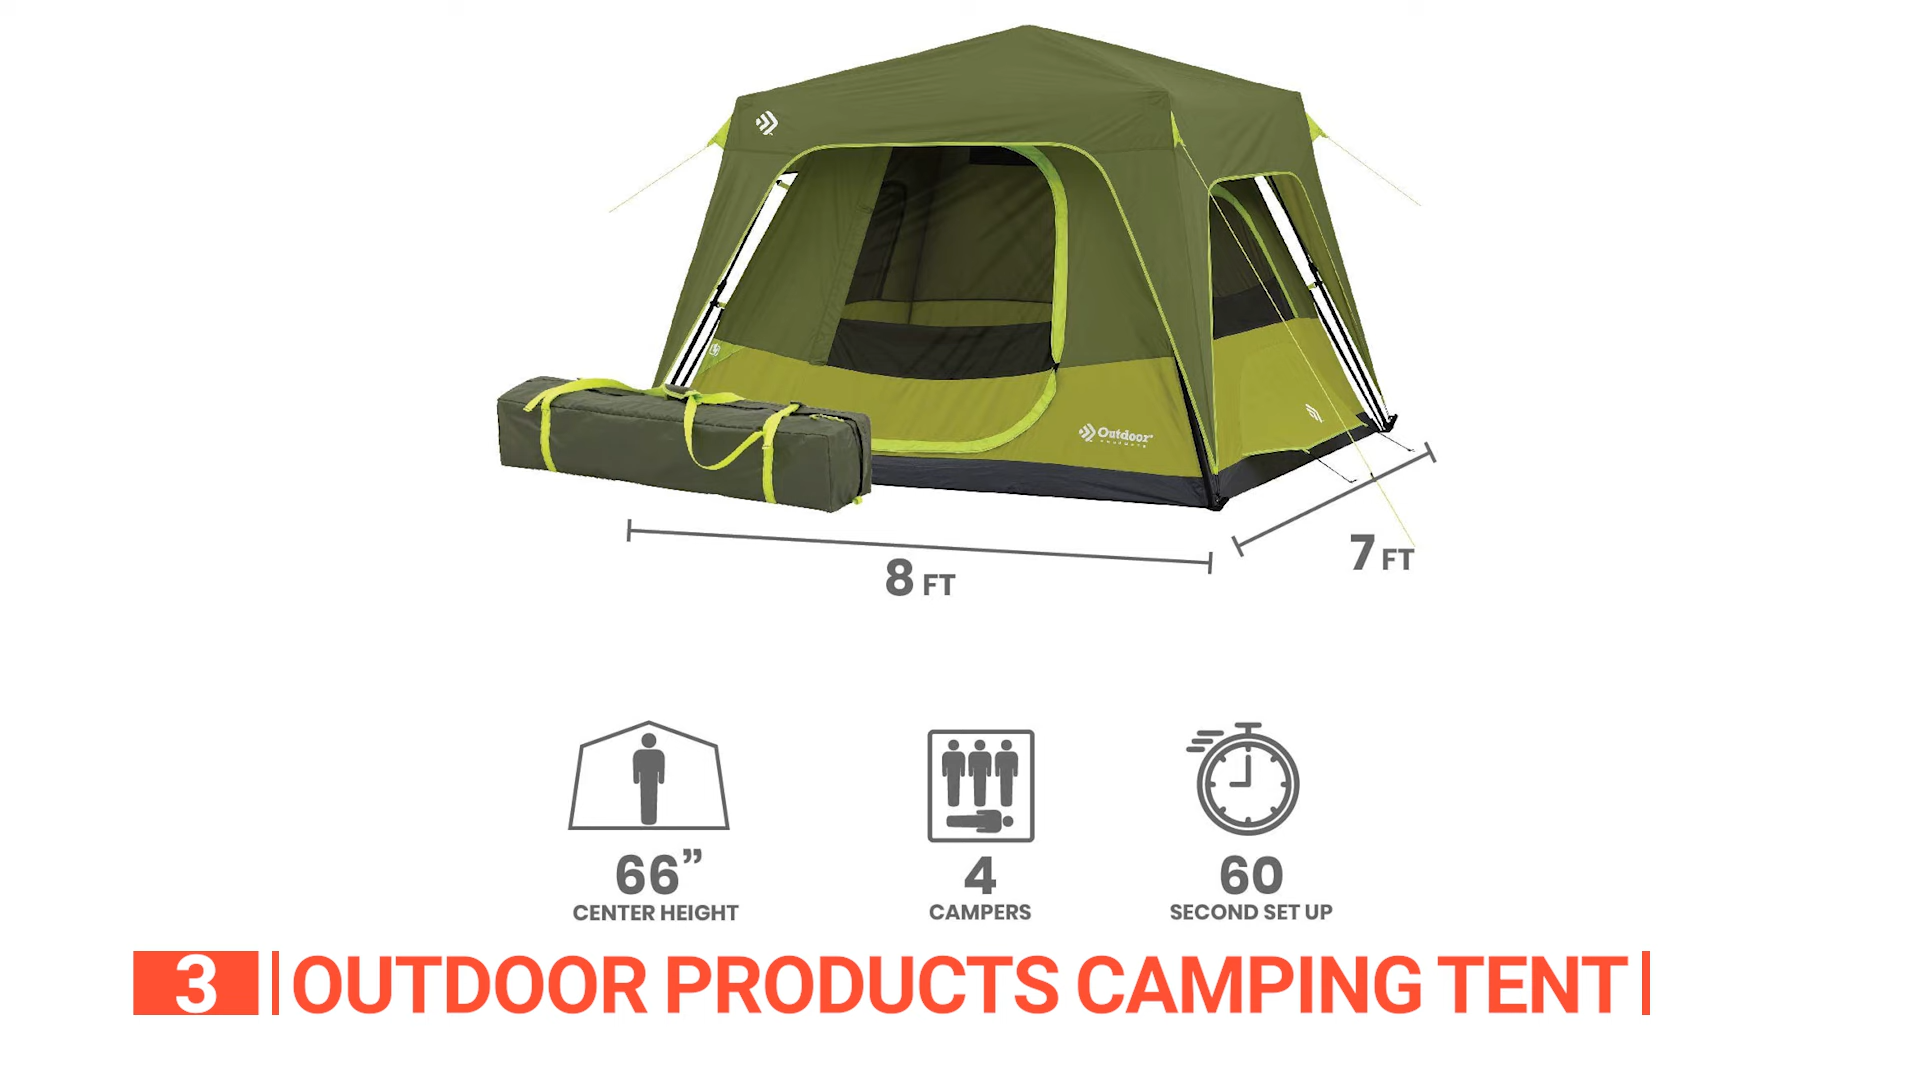 Outdoor
PRODUCTS
8 FT
7 FT
66”
CENTER HEIGHT
4
CAMPERS
60
SECOND SET UP
3 OUTDOOR PRODUCTS CAMPING TENT